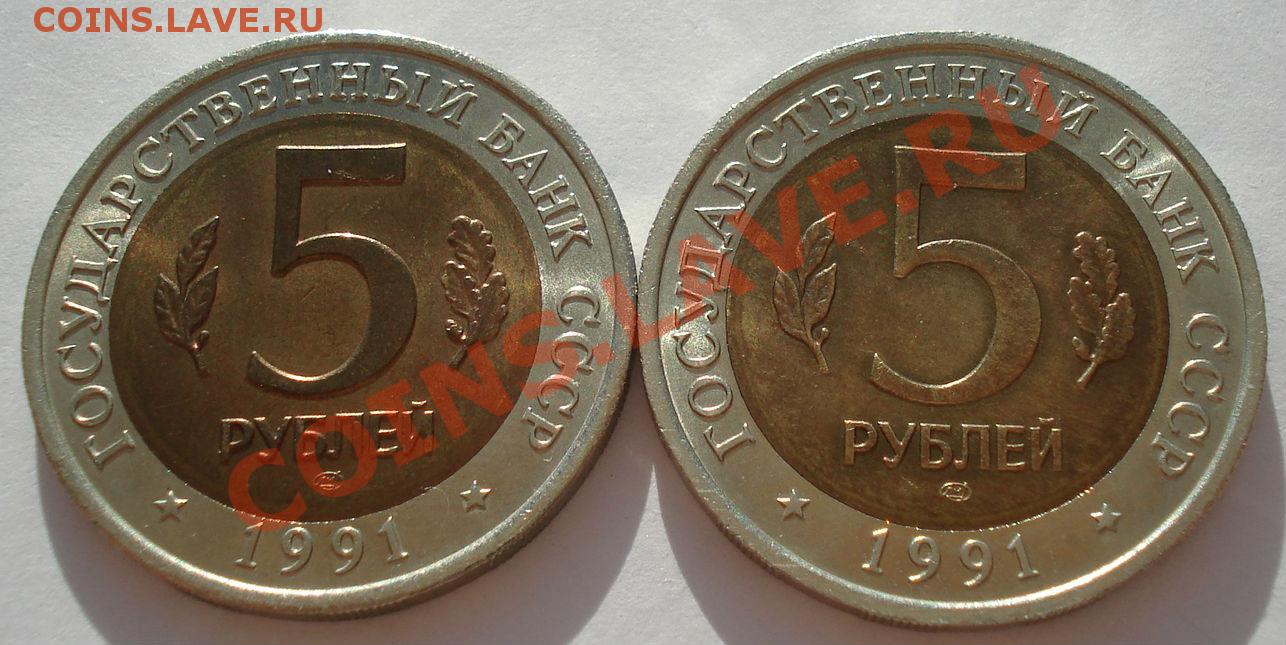 COINS.LAVE.RU
ГОСУДАРСТВЕННЫЙ БАНК СССР
5
РУБЛЕЙ
1991
ГОСУДАРСТВЕННЫЙ БАНК СССР
5
РУБЛЕЙ
1991
COINS.LAVE.RU